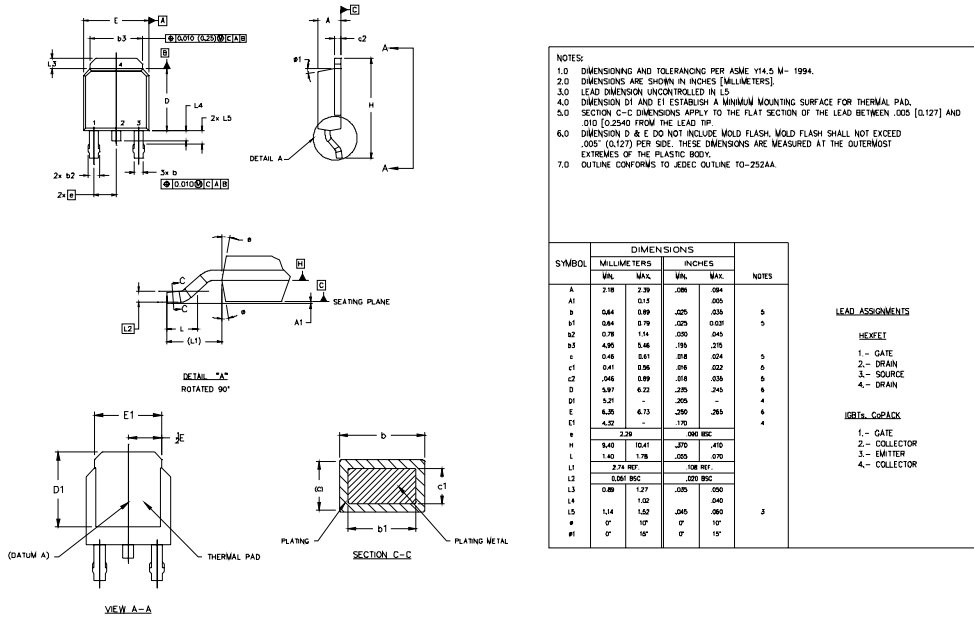 C
E
A
A
A
b3
⌖ 0.010 (0.25) Ⓜ C A B
c2
B
ø1
L3
4
D
H
L4
2x L5
1 2 3
DETAIL A
2x b2
3x b
A
⌖ 0.010 Ⓜ C A B
2x e
ø
H
C
C
SEATING PLANE
C
L2
L
ø
A1
(L1)
DETAIL "A"
ROTATED 90°
E1
E
b
D1
(c)
c1
b1
(DATUM A)
THERMAL PAD
PLATING
PLATING METAL
SECTION C-C
VIEW A-A
NOTES:
1.0 DIMENSIONING AND TOLERANCING PER ASME Y14.5 M- 1994.
2.0 DIMENSIONS ARE SHOWN IN INCHES [MILLIMETERS].
3.0 LEAD DIMENSION UNCONTROLLED IN L5
4.0 DIMENSION D1 AND E1 ESTABLISH A MINIMUM MOUNTING SURFACE FOR THERMAL PAD.
5.0 SECTION C-C DIMENSIONS APPLY TO THE FLAT SECTION OF THE LEAD BETWEEN .005 [0.127] AND
.010 [0.2540 FROM THE LEAD TIP.
6.0 DIMENSION D & E DO NOT INCLUDE MOLD FLASH. MOLD FLASH SHALL NOT EXCEED
.005" (0.127) PER SIDE. THESE DIMENSIONS ARE MEASURED AT THE OUTERMOST
EXTREMES OF THE PLASTIC BODY.
7.0 OUTLINE CONFORMS TO JEDEC OUTLINE TO-252AA.
DIMENSIONS
SYMBOL MILLIMETERS INCHES
MIN. MAX. MIN. MAX. NOTES
A 2.18 2.39 .086 .094
A1 0.13 .005
b 0.64 0.89 .025 .035 5
b1 0.64 0.79 .025 0.031 5
b2 0.76 1.14 .030 .045
b3 4.95 5.46 .195 .215
c 0.46 0.61 .018 .024 5
c1 0.41 0.56 .016 .022 5
c2 .046 0.89 .018 .035 5
D 5.97 6.22 .235 .245 6
D1 5.21 - .205 - 4
E 6.35 6.73 .250 .265 6
E1 4.32 - .170 4
e 2.29 .090 BSC
H 9.40 10.41 .370 .410
L 1.40 1.78 .055 .070
L1 2.74 REF. .108 REF.
L2 0.051 BSC .020 BSC
L3 0.89 1.27 .035 .050
L4 1.02 .040
L5 1.14 1.52 .045 .060 3
ø 0° 10° 0° 10°
ø1 0° 15° 0° 15°
LEAD ASSIGNMENTS
HEXFET
1.- GATE
2.- DRAIN
3.- SOURCE
4.- DRAIN
IGBTs, CoPACK
1.- GATE
2.- COLLECTOR
3.- EMITTER
4.- COLLECTOR